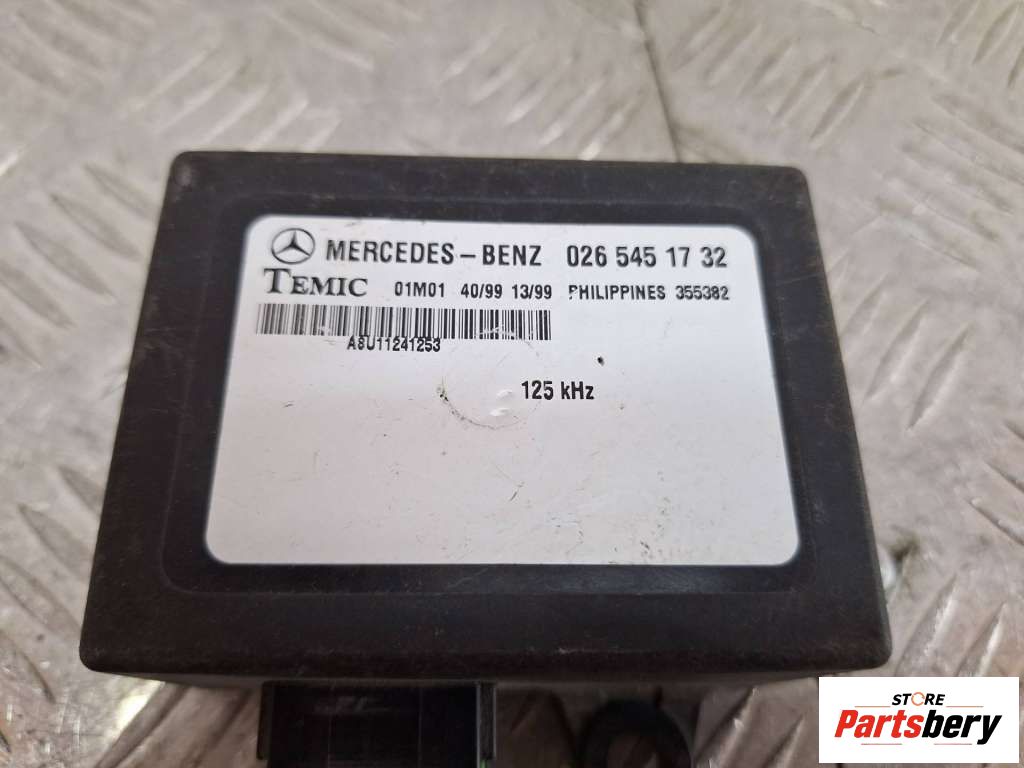 MERCEDES-BENZ 026 545 17 32
TEMIC 01M01 40/99 13/99 PHILIPPINES 355382
A8U11241253
125 kHz
STORE
Partsbery